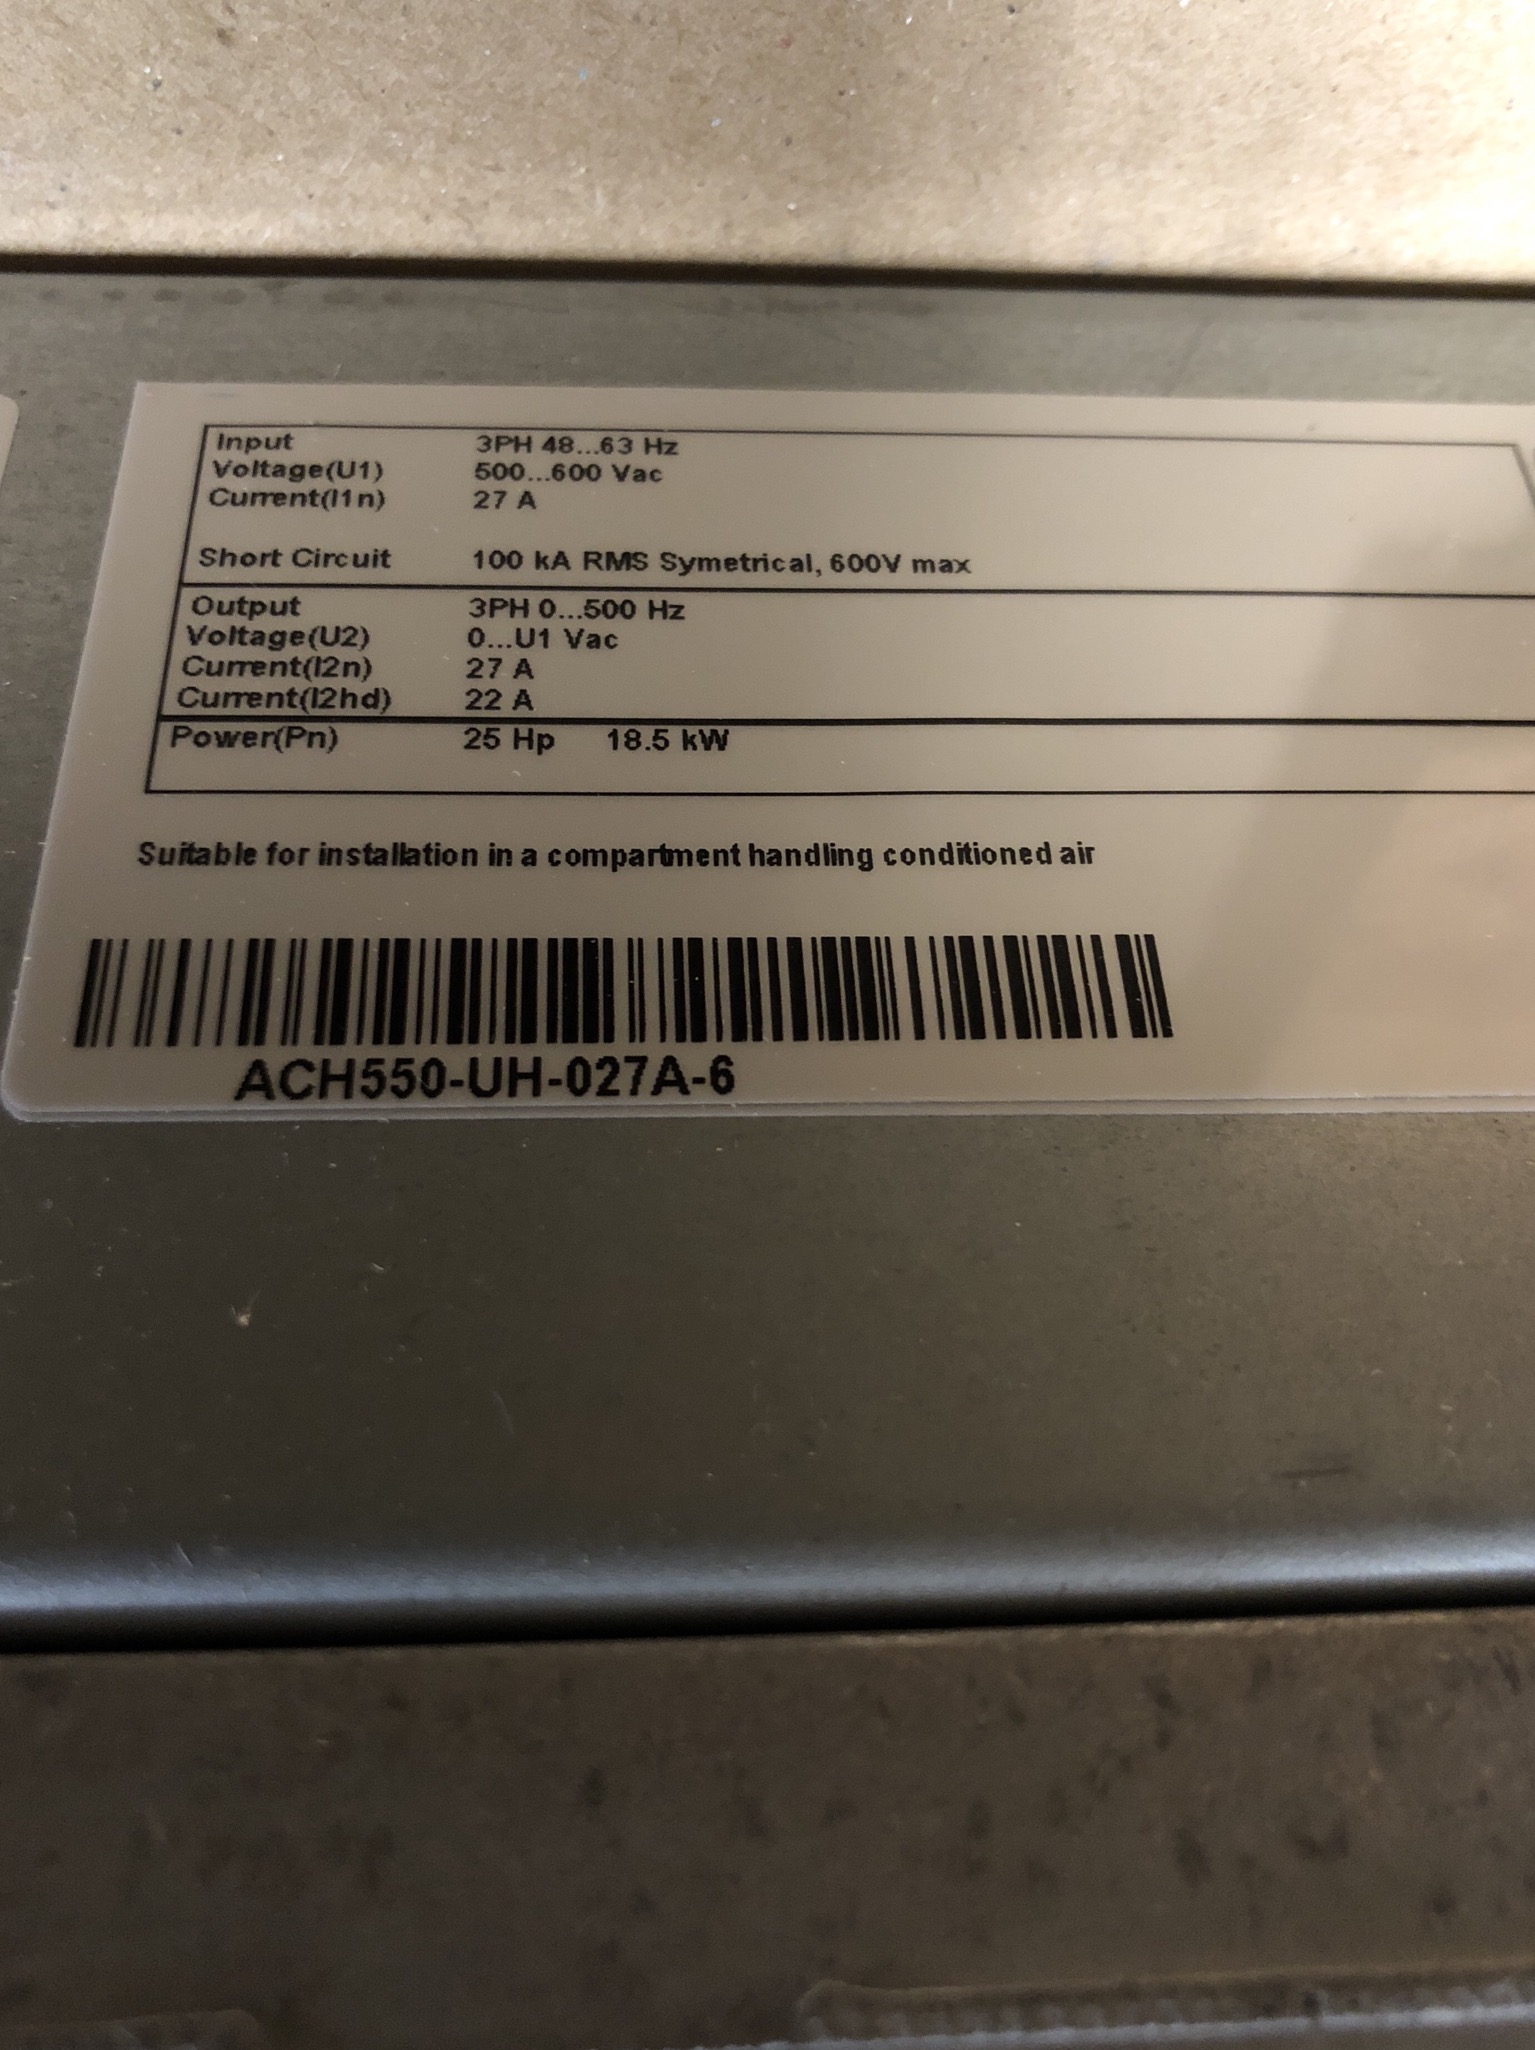 Input 3PH 48...63 Hz
Voltage(U1) 500...600 Vac
Current(I1n) 27 A
Short Circuit 100 kA RMS Symetrical, 600V max
Output 3PH 0...500 Hz
Voltage(U2) 0...U1 Vac
Current(I2n) 27 A
Current(I2hd) 22 A
Power(Pn) 25 Hp 18.5 kW
Suitable for installation in a compartment handling conditioned air
ACH550-UH-027A-6